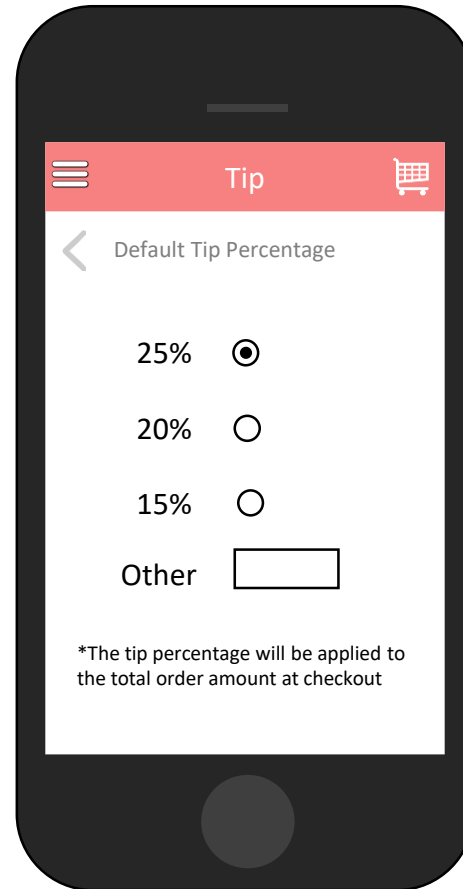 Tip
Default Tip Percentage
25%
20%
15%
Other
*The tip percentage will be applied to
the total order amount at checkout